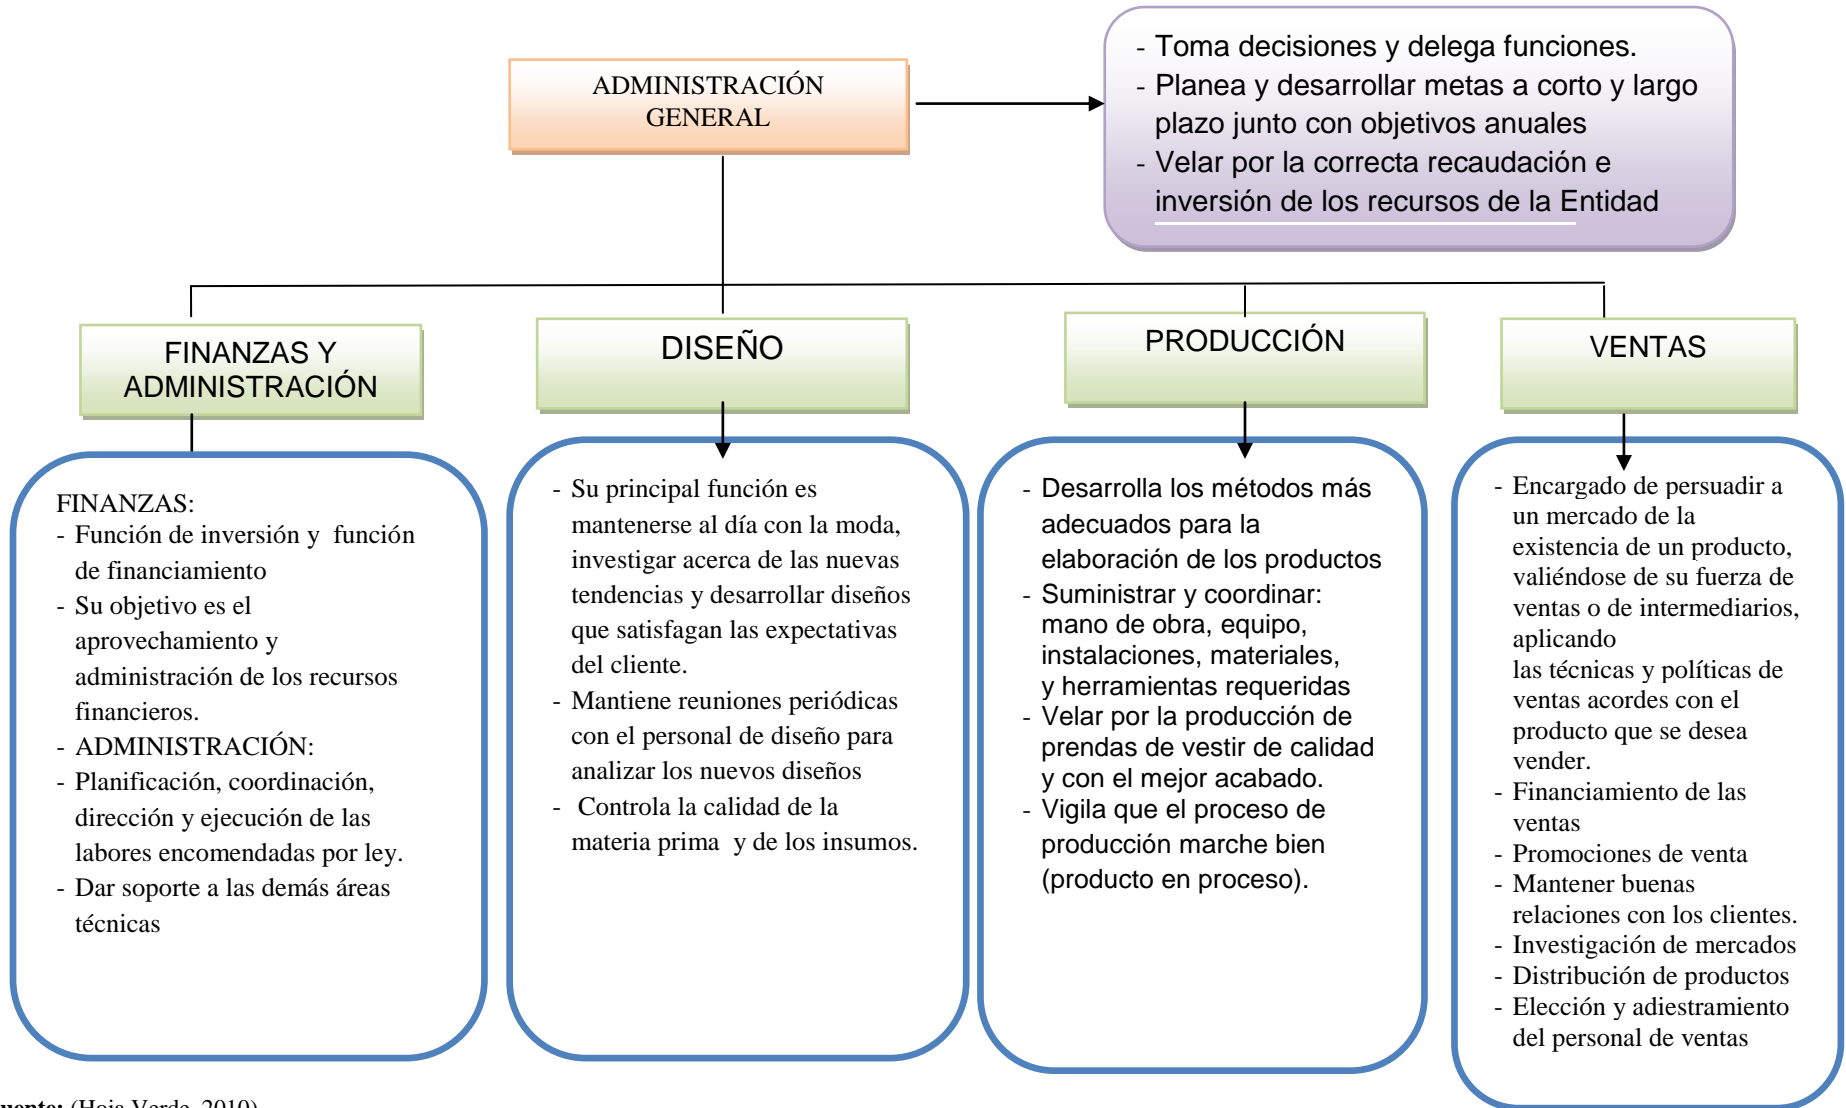 ADMINISTRACIÓN
GENERAL
- Toma decisiones y delega funciones.
- Planea y desarrollar metas a corto y largo
plazo junto con objetivos anuales
- Velar por la correcta recaudación e
inversión de los recursos de la Entidad
FINANZAS Y
ADMINISTRACIÓN
FINANZAS:
- Función de inversión y función
de financiamiento
- Su objetivo es el
aprovechamiento y
administración de los recursos
financieros.
- ADMINISTRACIÓN:
- Planificación, coordinación,
dirección y ejecución de las
labores encomendadas por ley.
- Dar soporte a las demás áreas
técnicas
DISEÑO
- Su principal función es
mantenerse al día con la moda,
investigar acerca de las nuevas
tendencias y desarrollar diseños
que satisfagan las expectativas
del cliente.
- Mantiene reuniones periódicas
con el personal de diseño para
analizar los nuevos diseños
- Controla la calidad de la
materia prima y de los insumos.
PRODUCCIÓN
- Desarrolla los métodos más
adecuados para la
elaboración de los productos
- Suministrar y coordinar:
mano de obra, equipo,
instalaciones, materiales,
y herramientas requeridas
- Velar por la producción de
prendas de vestir de calidad
y con el mejor acabado.
- Vigila que el proceso de
producción marche bien
(producto en proceso).
VENTAS
- Encargado de persuadir a
un mercado de la
existencia de un producto,
valiéndose de su fuerza de
ventas o de intermediarios,
aplicando
las técnicas y políticas de
ventas acordes con el
producto que se desea
vender.
- Financiamiento de las
ventas
- Promociones de venta
- Mantener buenas
relaciones con los clientes.
- Investigación de mercados
- Distribución de productos
- Elección y adiestramiento
del personal de ventas
uente: (Hoja Verde, 2010)